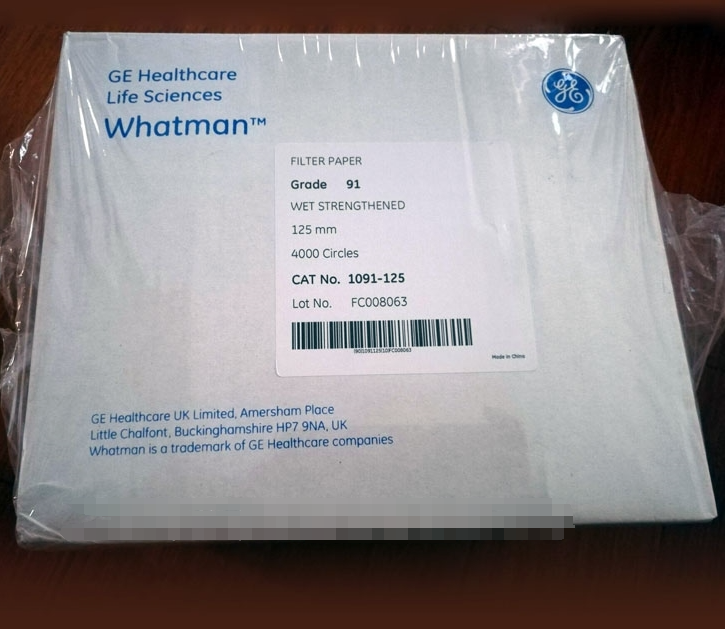 GE Healthcare
Life Sciences
Whatman™
GE
FILTER PAPER
Grade 91
WET STRENGTHENED
125 mm
4000 Circles
CAT No. 1091-125
Lot No. FC008063
Made in China
GE Healthcare UK Limited, Amersham Place
Little Chalfont, Buckinghamshire HP7 9NA, UK
Whatman is a trademark of GE Healthcare companies